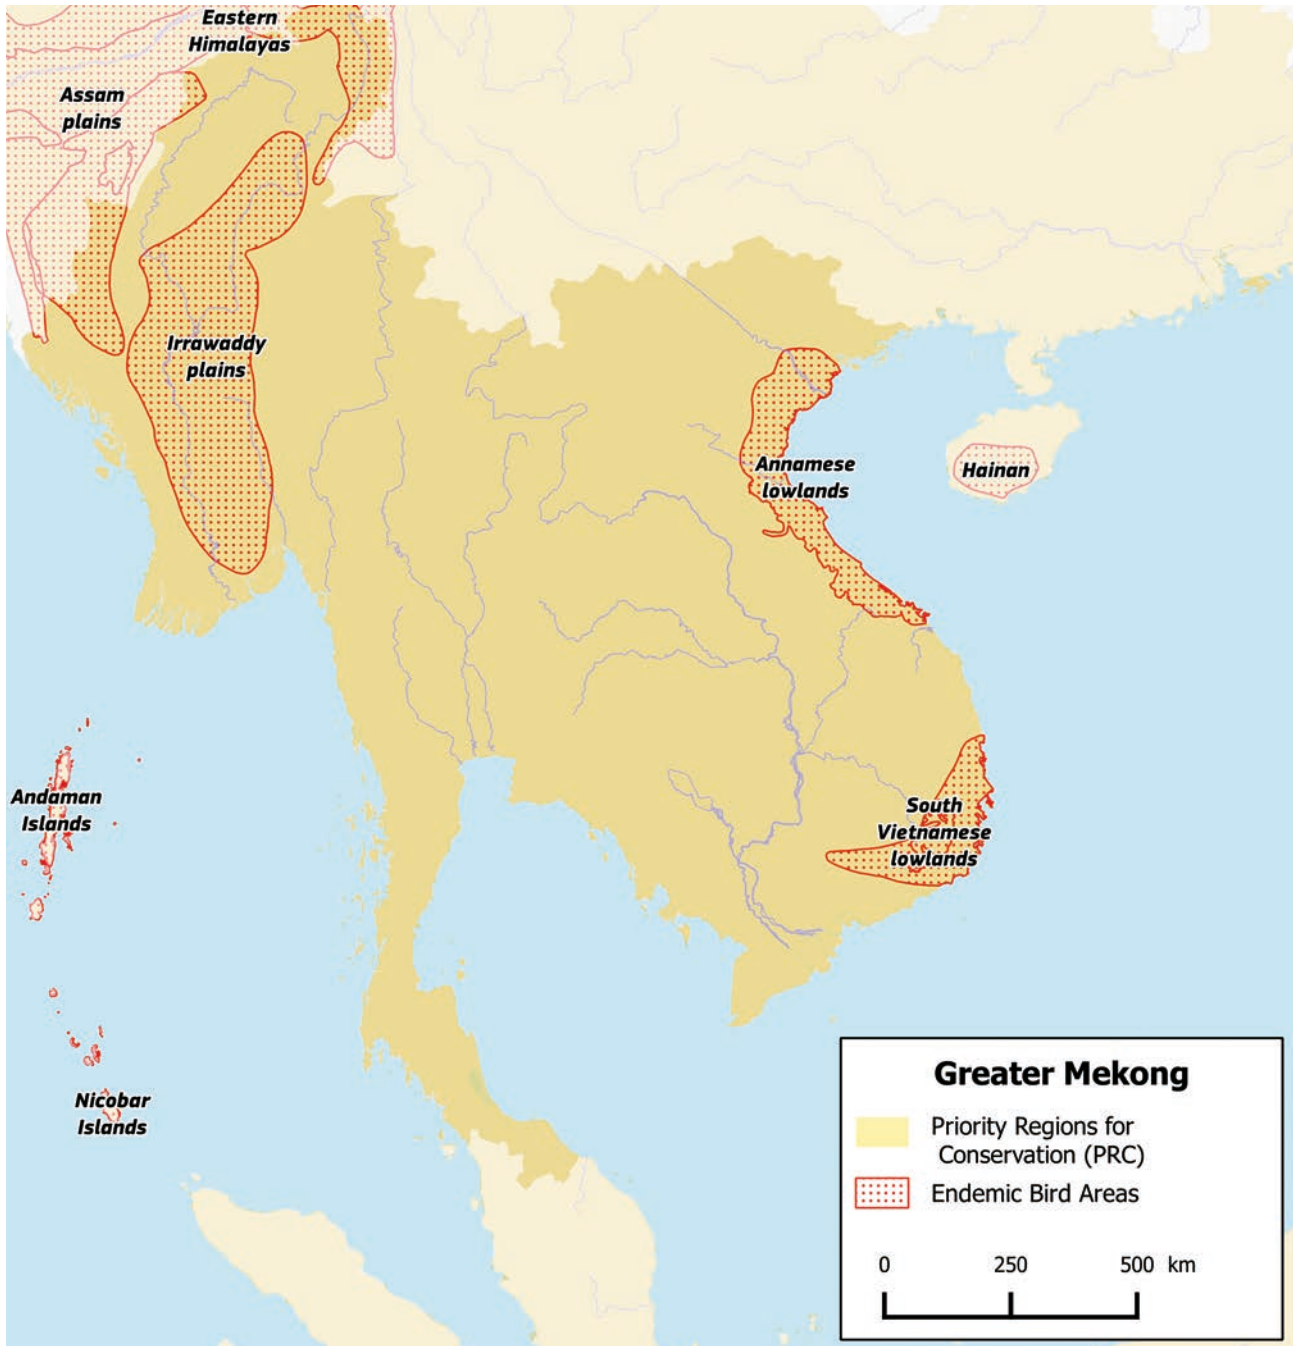 Eastern
Himalayas
Assam
plains
Irrawaddy
plains
Annamese
lowlands
Hainan
Andaman
Islands
South
Vietnamese
lowlands
Nicobar
Islands
Greater Mekong
Priority Regions for
Conservation (PRC)
Endemic Bird Areas
0 250 500 km